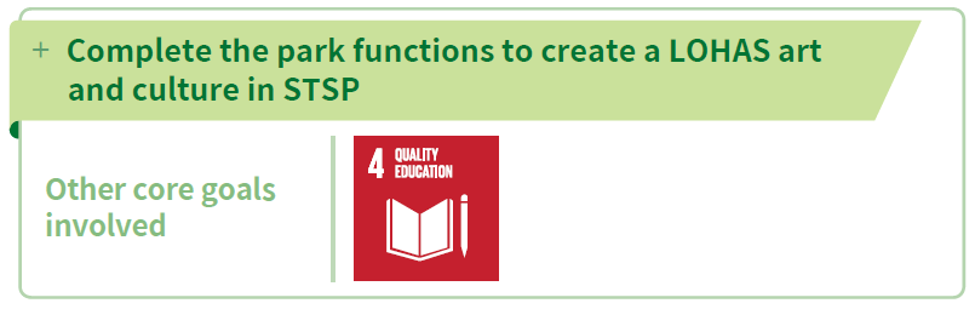 + Complete the park functions to create a LOHAS art
and culture in STSP
Other core goals
involved
4 QUALITY
EDUCATION